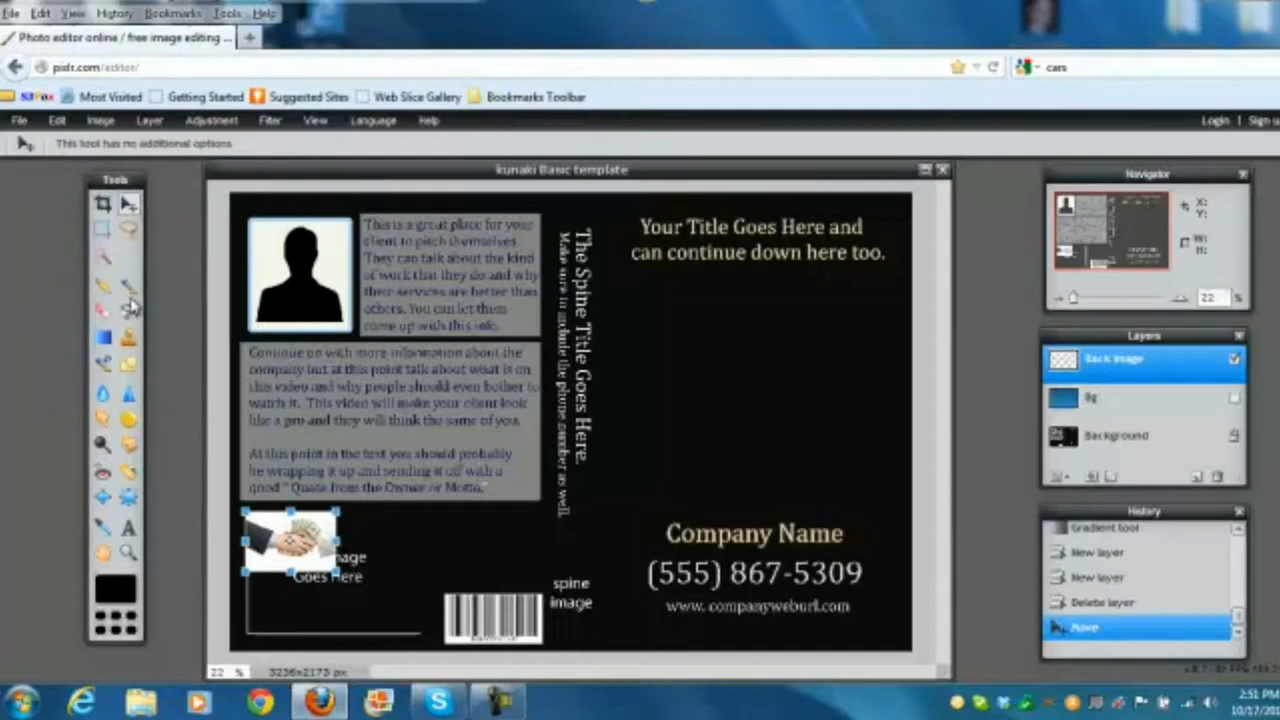 File Edit View History Bookmarks Tools Help
Photo editor online / free image editing ...
pixlr.com/editor/
cars
Most Visited Getting Started Suggested Sites Web Slice Gallery Bookmarks Toolbar
File Edit Image Layer Adjustment Filter View Language Help
Login | Sign
This tool has no additional options
Tools
kunaki Basic template
Navigator
X:
Y:
W:
H:
22 %
This is a great place for your
client to pitch themselves
They can talk about the kind
of work that they do and why
their services are better than
others. You can let them
come up with this info.
Continue on with more information about the
company but at this point talk about what is on
this video and why people should even bother to
watch it. This video will make your client look
like a pro and they will think the same of you.
At this point in the text you should probably
be wrapping it up and sending it off with a
good " Quote from the Owner or Motto."
mage
Goes Here
The Spine Title Goes Here.
Make sure to include the phone number as well.
spine
image
Your Title Goes Here and
can continue down here too.
Company Name
(555) 867-5309
www. companyweburl.com
Layers
Back image
Bg
Background
History
Gradient tool
New layer
New layer
Delete layer
Move
22 % 3236x2173 px
2:51 PM
10/17/20